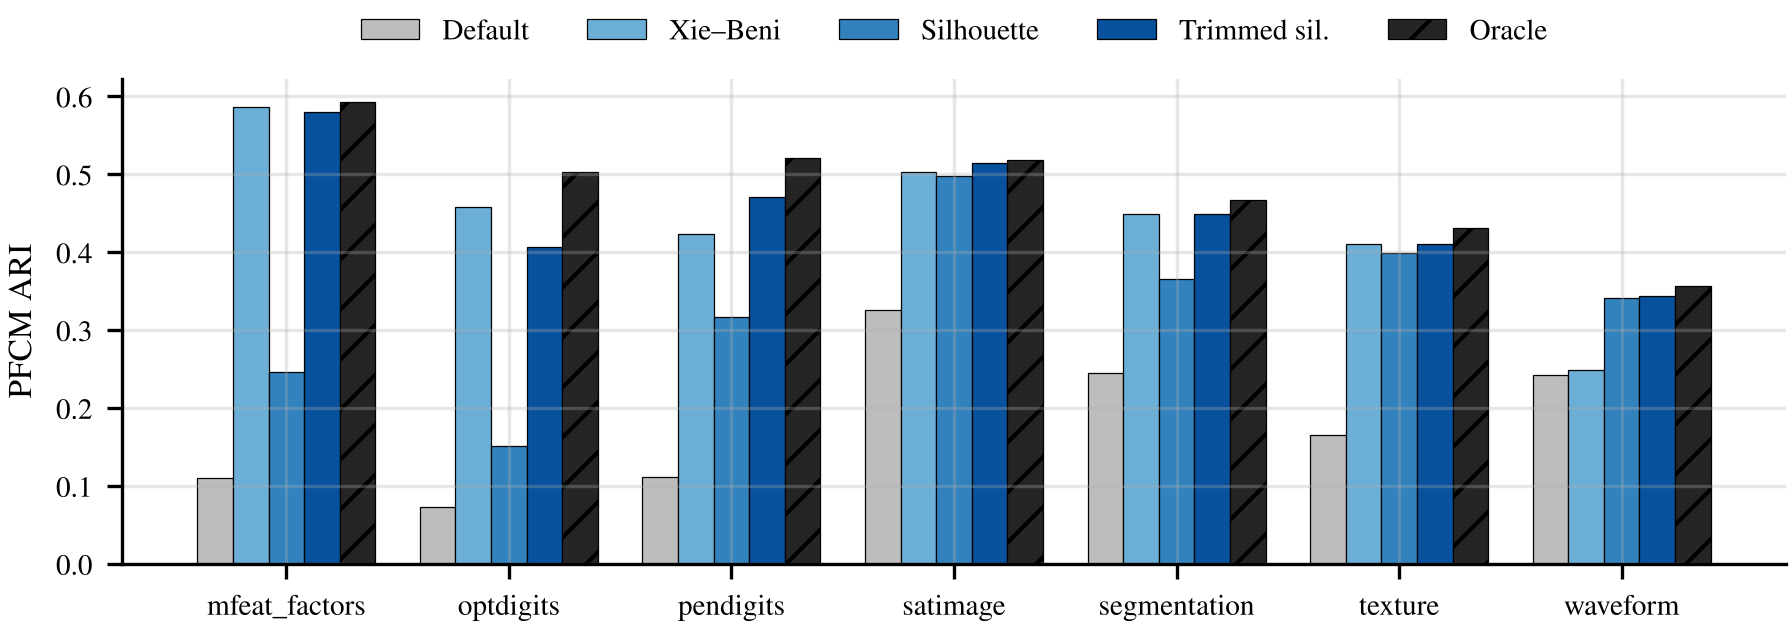 Default Xie–Beni Silhouette Trimmed sil. Oracle
PFCM ARI
0.6
0.5
0.4
0.3
0.2
0.1
0.0
mfeat_factors optdigits pendigits satimage segmentation texture waveform